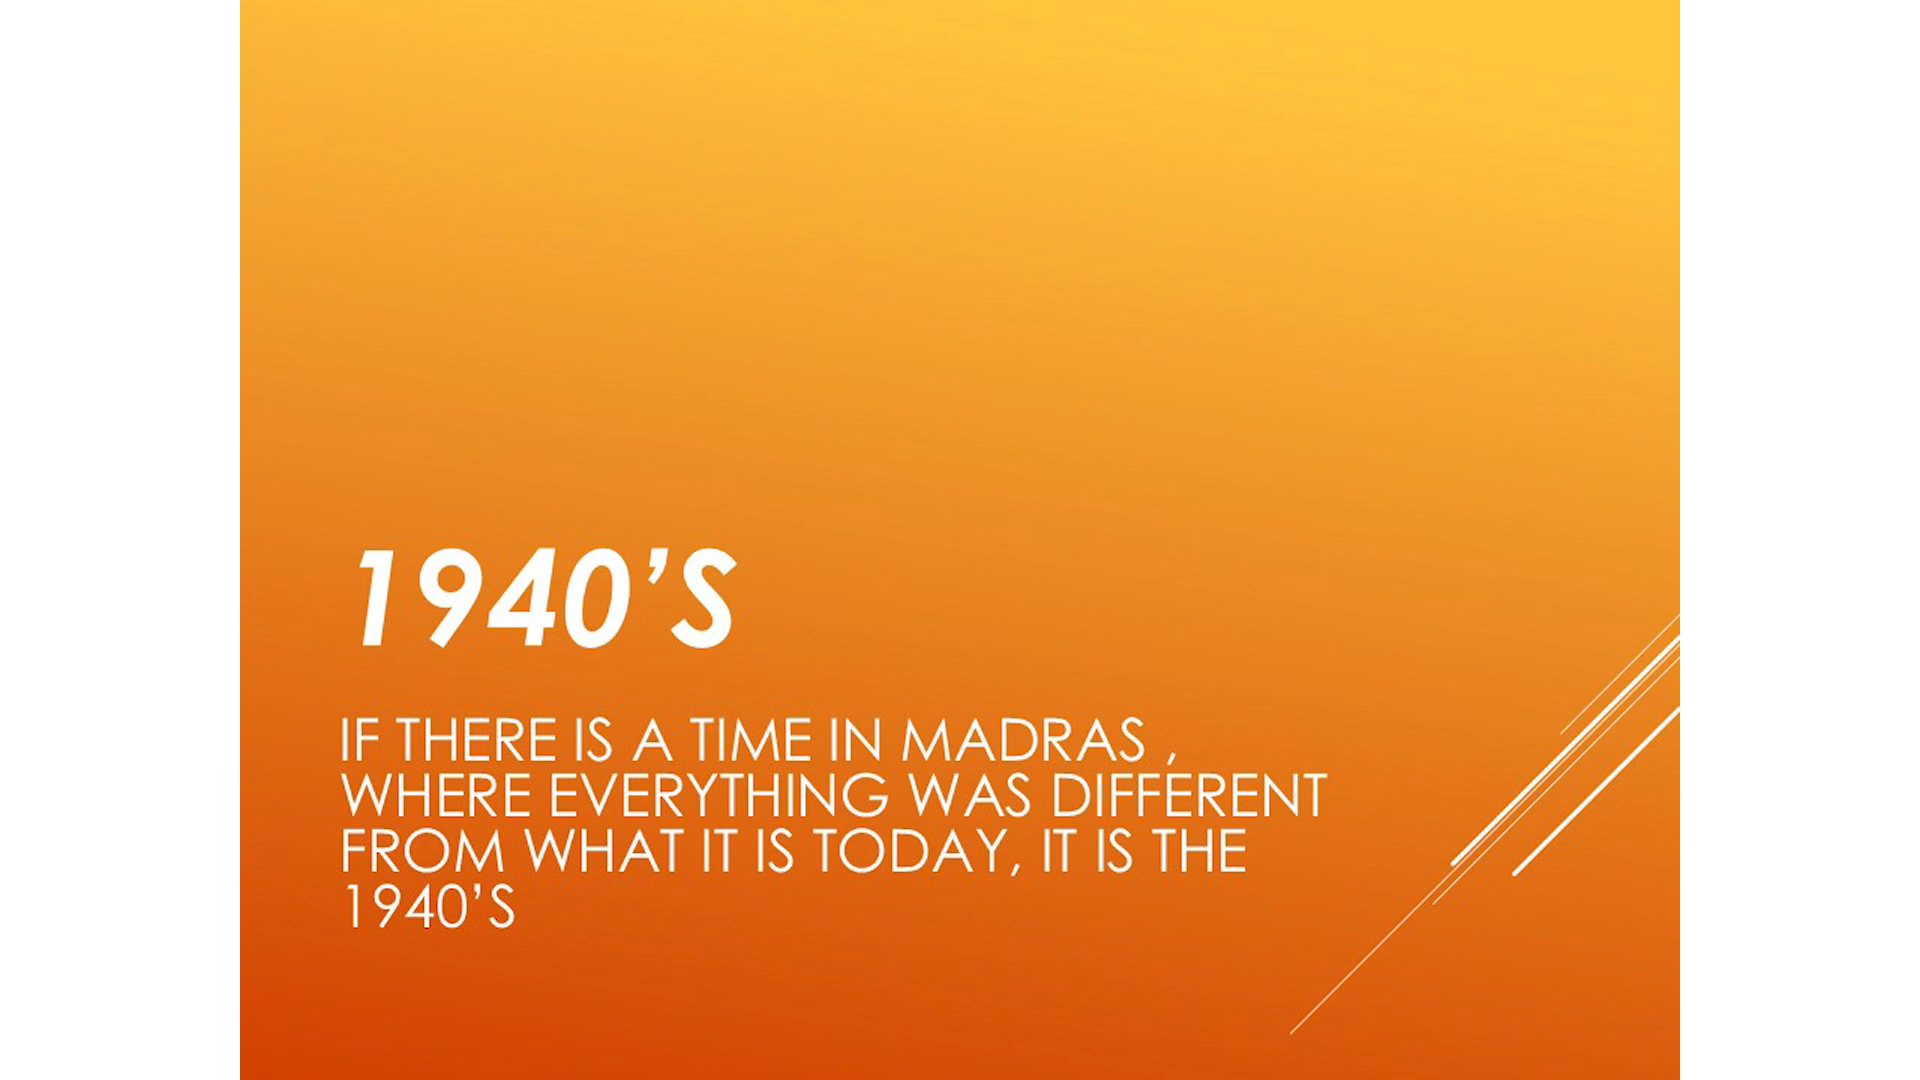 1940’S
IF THERE IS A TIME IN MADRAS ,
WHERE EVERYTHING WAS DIFFERENT
FROM WHAT IT IS TODAY, IT IS THE
1940’S